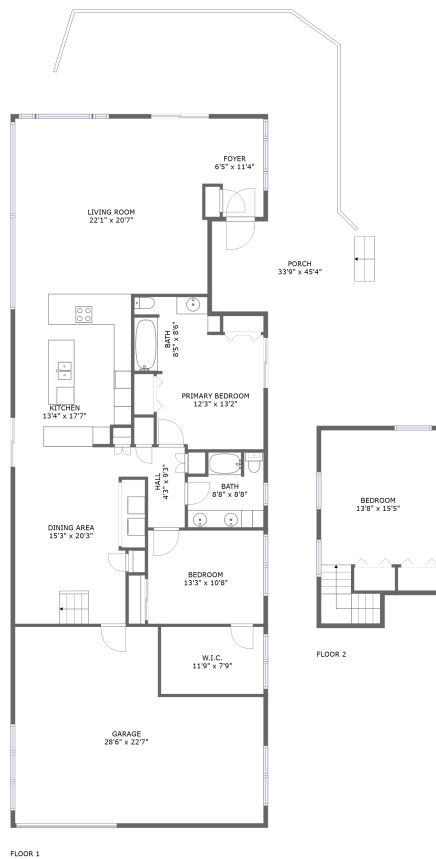 FOYER
6'5" x 11'4"
LIVING ROOM
22'1" x 20'7"
PORCH
33'9" x 45'4"
BATH
8'5" x 8'6"
PRIMARY BEDROOM
12'3" x 13'2"
KITCHEN
13'4" x 17'7"
HALL
4'3" x 9'3"
BATH
8'8" x 8'8"
BEDROOM
13'8" x 15'5"
DINING AREA
15'3" x 20'3"
BEDROOM
13'3" x 10'8"
W.I.C.
11'9" x 7'9"
FLOOR 2
GARAGE
28'6" x 22'7"
FLOOR 1